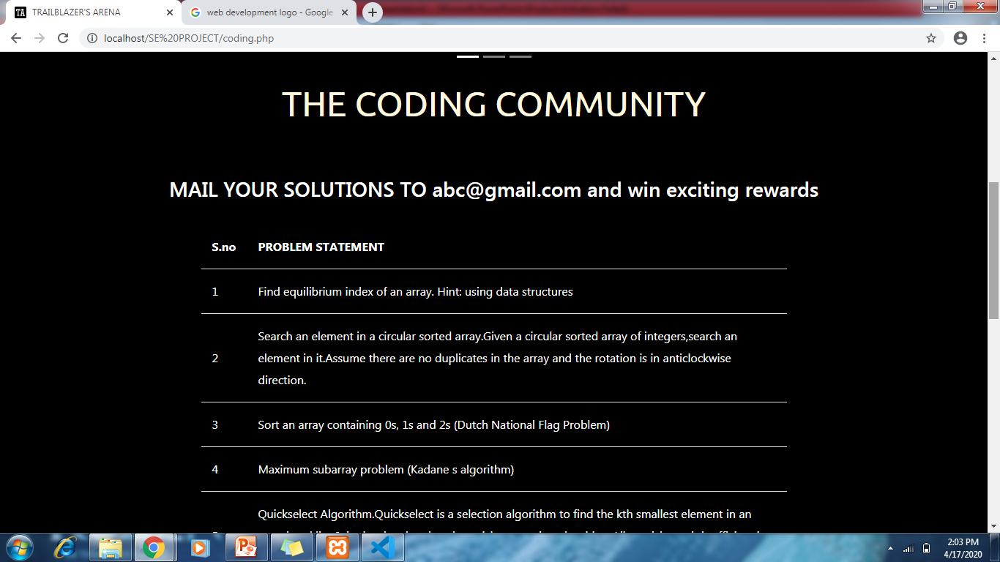 TRAILBLAZER'S ARENA
web development logo - Google
localhost/SE%20PROJECT/coding.php
THE CODING COMMUNITY
MAIL YOUR SOLUTIONS TO abc@gmail.com and win exciting rewards
S.no PROBLEM STATEMENT
1 Find equilibrium index of an array. Hint: using data structures
Search an element in a circular sorted array.Given a circular sorted array of integers,search an
2 element in it.Assume there are no duplicates in the array and the rotation is in anticlockwise
direction.
3 Sort an array containing 0s, 1s and 2s (Dutch National Flag Problem)
4 Maximum subarray problem (Kadane s algorithm)
Quickselect Algorithm.Quickselect is a selection algorithm to find the kth smallest element in an
2:03 PM
4/17/2020